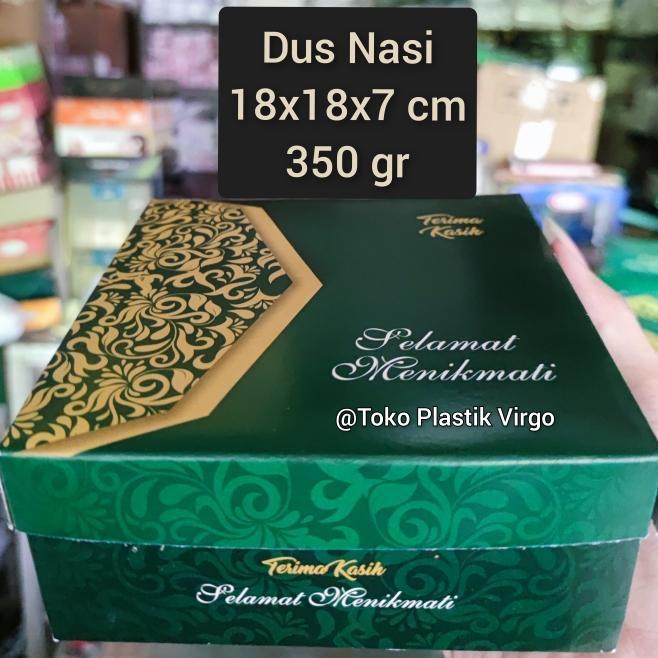 Dus Nasi
18x18x7 cm
350 gr
Terima
Kasih
Selamat
Menikmati
@Toko Plastik Virgo
Terima Kasih
Selamat Menikmati